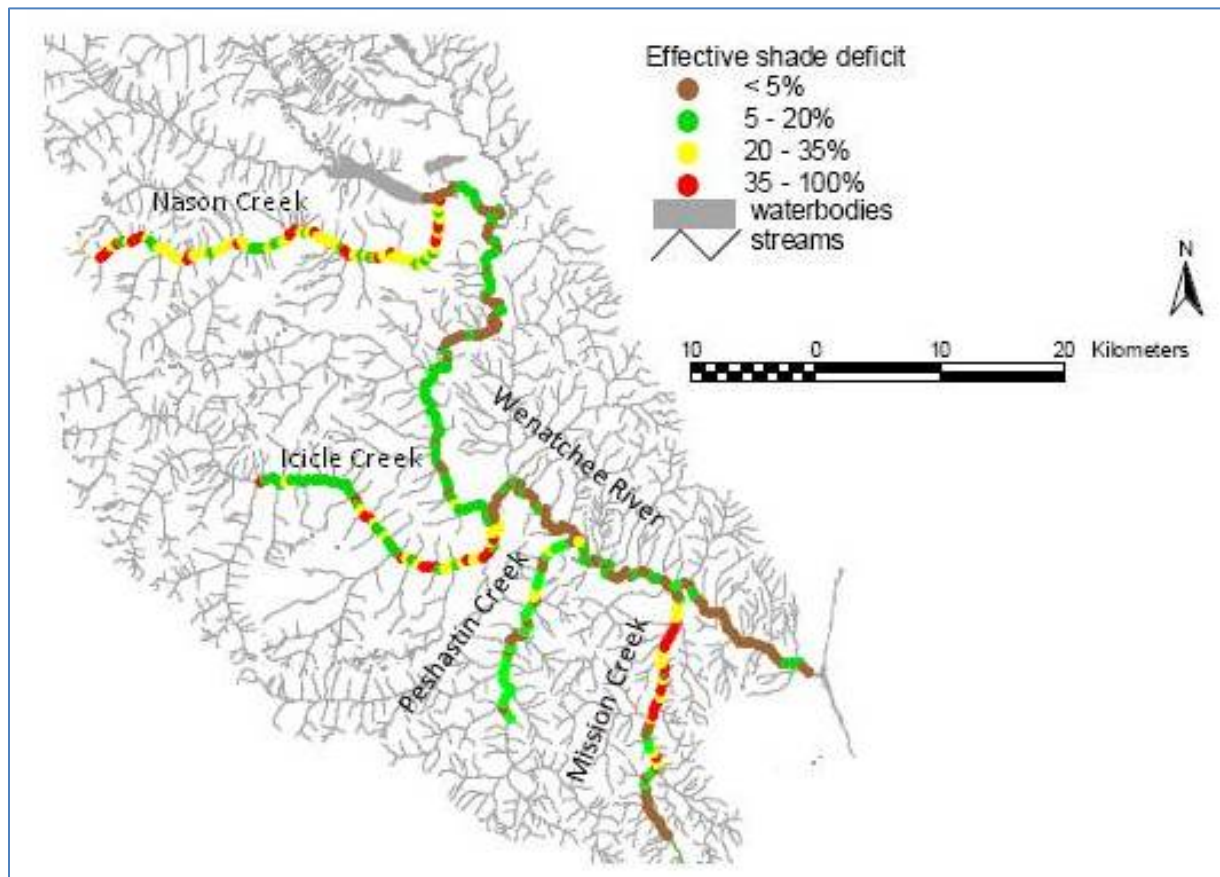 Effective shade deficit
< 5%
5 - 20%
20 - 35%
35 - 100%
waterbodies
streams
Nason Creek
N
10 0 10 20 Kilometers
Wenatchee River
Icicle Creek
Peshastin Creek
Mission Creek